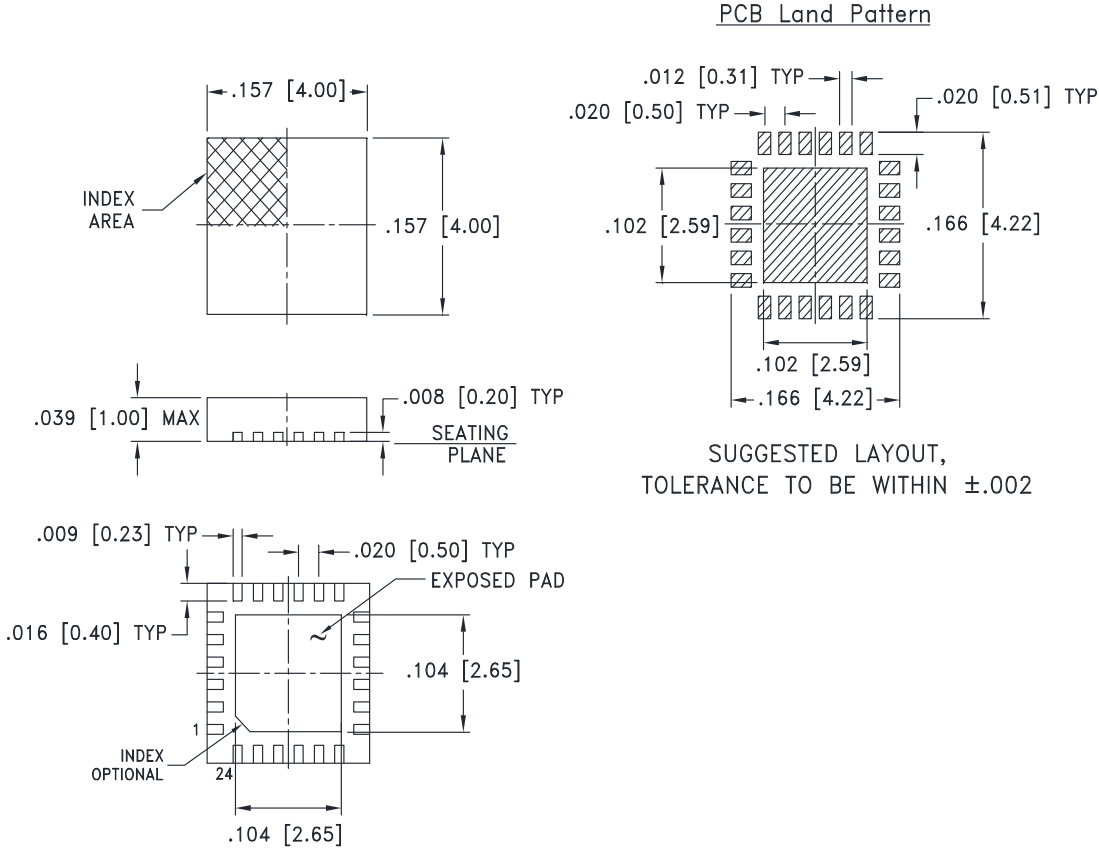 PCB Land Pattern
.012 [0.31] TYP
.157 [4.00]
.020 [0.51] TYP
.020 [0.50] TYP
INDEX
AREA
.157 [4.00]
.102 [2.59]
.166 [4.22]
.102 [2.59]
.166 [4.22]
.008 [0.20] TYP
.039 [1.00] MAX
SEATING
PLANE
SUGGESTED LAYOUT,
TOLERANCE TO BE WITHIN ±.002
.009 [0.23] TYP
.020 [0.50] TYP
EXPOSED PAD
.016 [0.40] TYP
.104 [2.65]
1
INDEX
OPTIONAL
24
.104 [2.65]